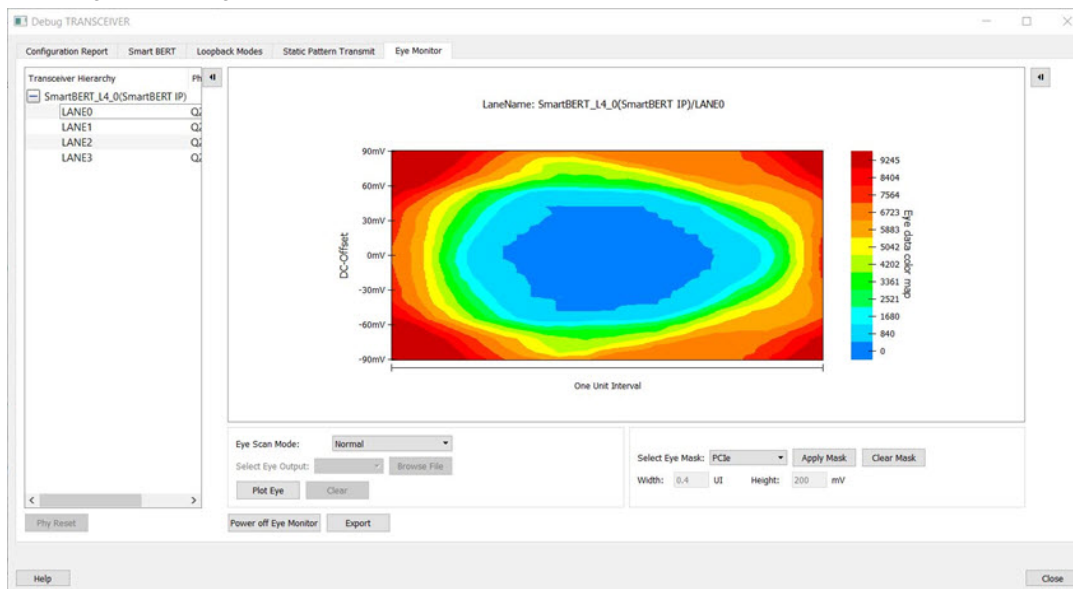 Debug TRANSCEIVER
Configuration Report Smart BERT Loopback Modes Static Pattern Transmit Eye Monitor
Transceiver Hierarchy Ph
SmartBERT_L4_0(SmartBERT IP)
LANE0
LANE1
LANE2
LANE3
LaneName: SmartBERT_L4_0(SmartBERT IP)/LANE0
DC-Offset
90mV
60mV
30mV
0mV
-30mV
-60mV
-90mV
One Unit Interval
9245
8404
7564
6723
5883
5042
4202
3361
2521
1680
840
0
Eye data color map
Eye Scan Mode: Normal
Select Eye Output: Browse File
Plot Eye Clear
Select Eye Mask: PCIe Apply Mask Clear Mask
Width: 0.4 UI Height: 200 mV
Phy Reset Power off Eye Monitor Export
Help Close